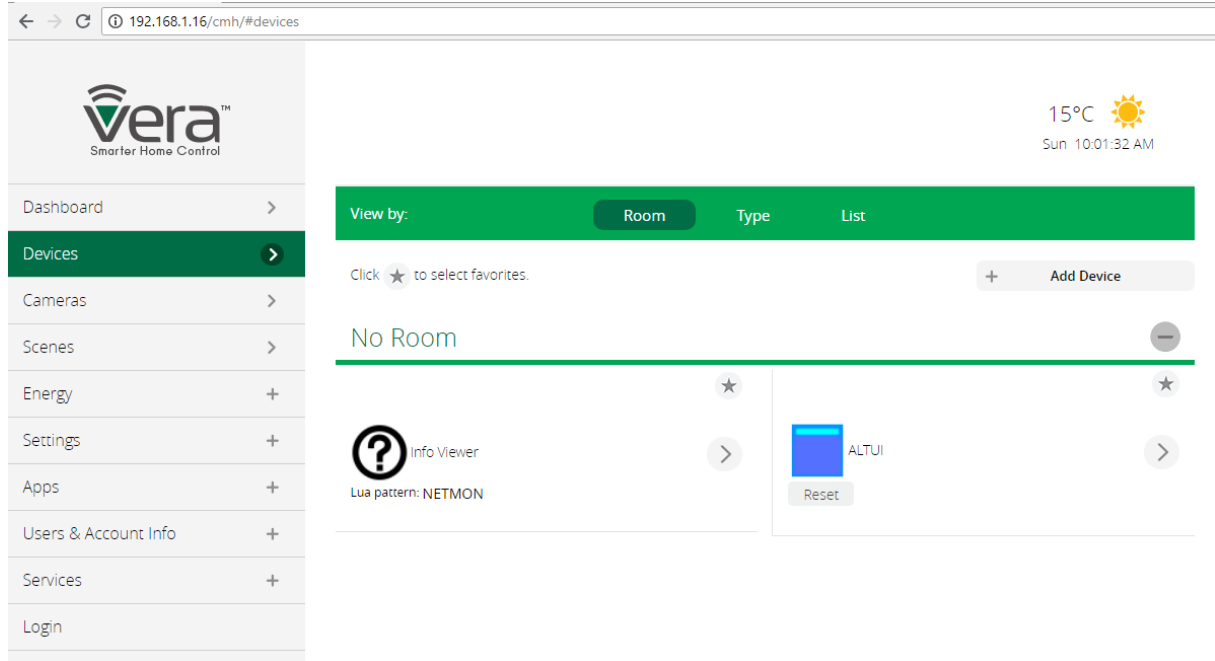 192.168.1.16/cmh/#devices
Vera™
Smarter Home Control
15°C
Sun 10:01:32 AM
Dashboard
Devices
Cameras
Scenes
Energy
Settings
Apps
Users & Account Info
Services
Login
View by: Room Type List
Click ★ to select favorites.
+ Add Device
No Room
Info Viewer
Lua pattern: NETMON
ALTUI
Reset